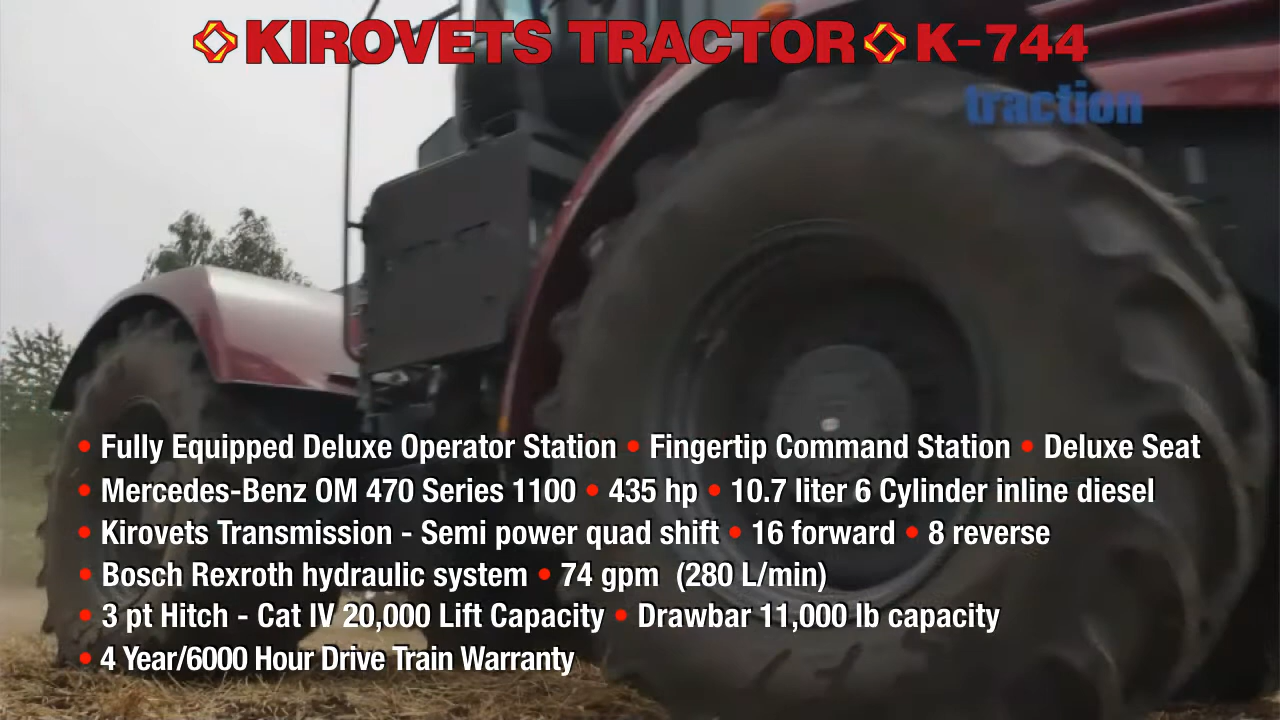 KIROVETS TRACTOR K-744
traction
• Fully Equipped Deluxe Operator Station • Fingertip Command Station • Deluxe Seat
• Mercedes-Benz OM 470 Series 1100 • 435 hp • 10.7 liter 6 Cylinder inline diesel
• Kirovets Transmission - Semi power quad shift • 16 forward • 8 reverse
• Bosch Rexroth hydraulic system • 74 gpm (280 L/min)
• 3 pt Hitch - Cat IV 20,000 Lift Capacity • Drawbar 11,000 lb capacity
• 4 Year/6000 Hour Drive Train Warranty